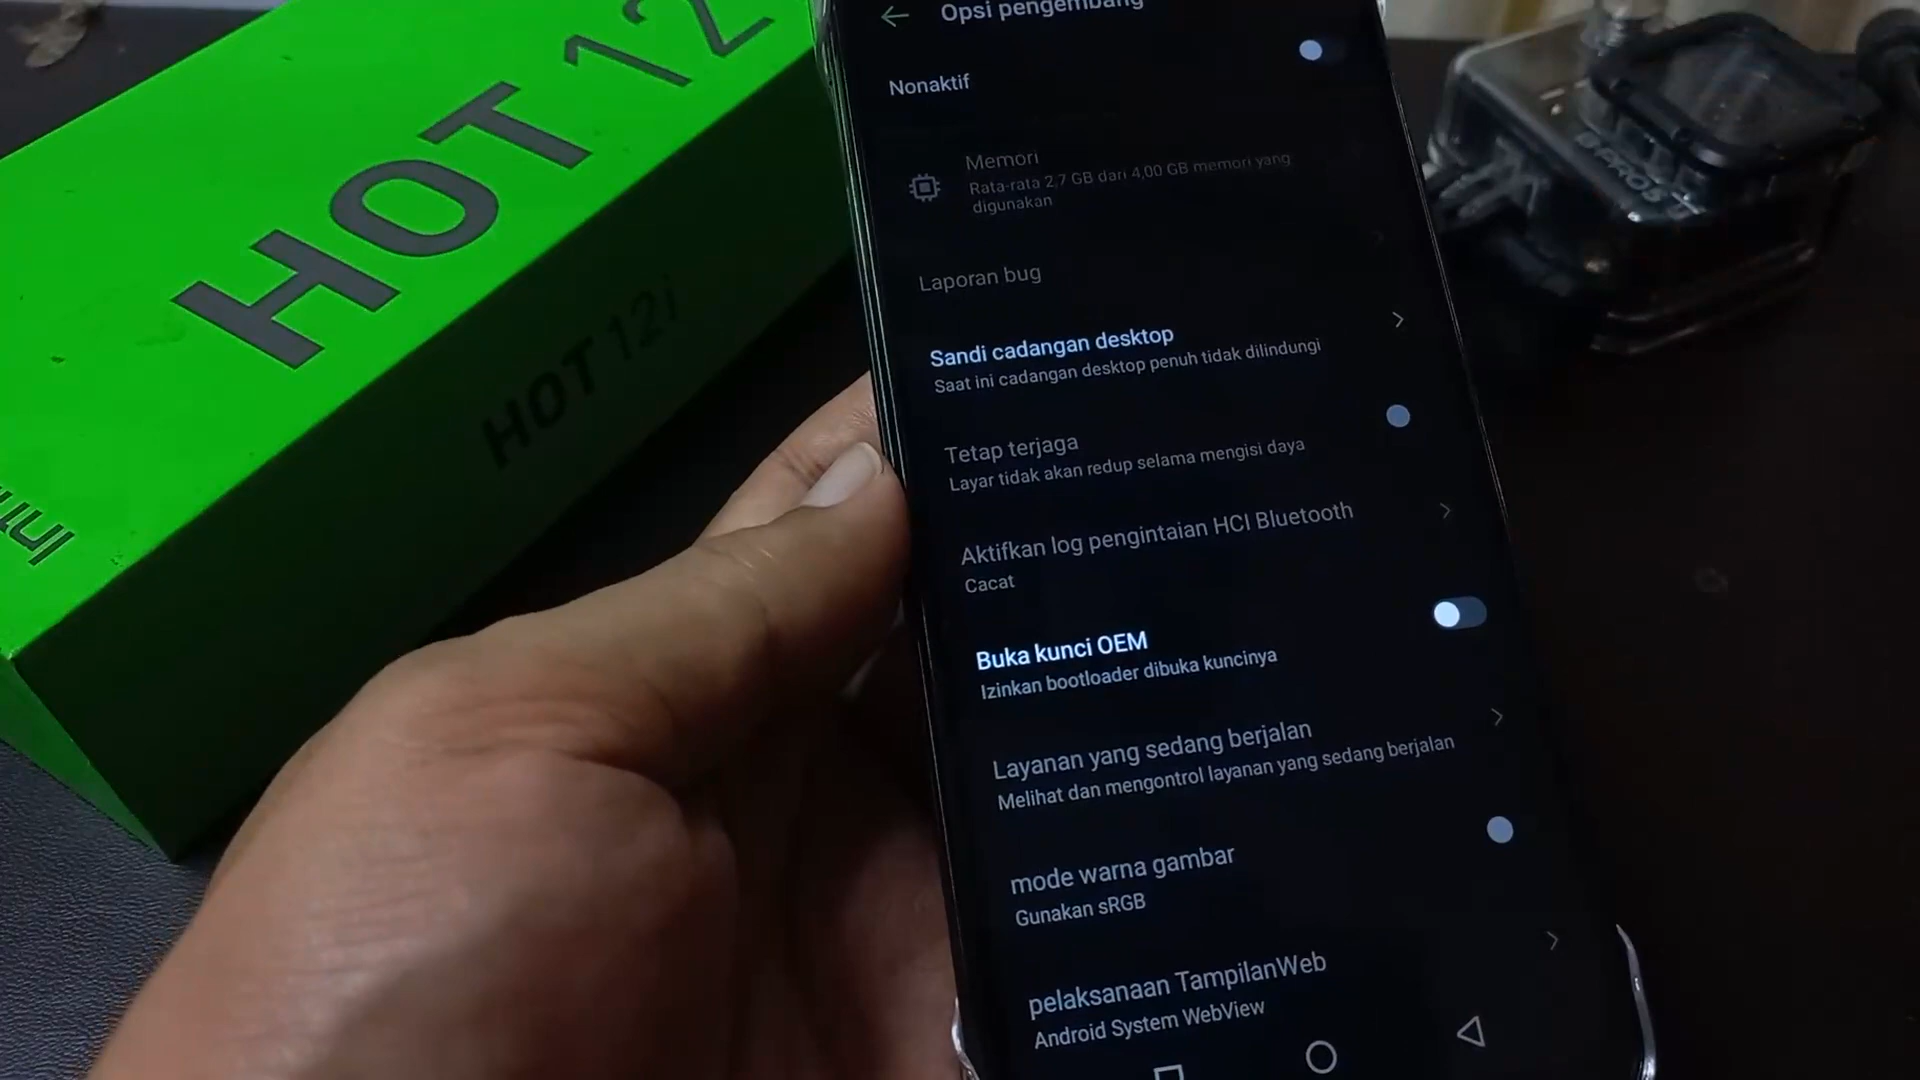 Opsi pengembang
Nonaktif
Memori
Rata-rata 2,7 GB dari 4,00 GB memori yang
digunakan
Laporan bug
Sandi cadangan desktop
Saat ini cadangan desktop penuh tidak dilindungi
Tetap terjaga
Layar tidak akan redup selama mengisi daya
Aktifkan log pengintaian HCI Bluetooth
Cacat
Buka kunci OEM
Izinkan bootloader dibuka kuncinya
Layanan yang sedang berjalan
Melihat dan mengontrol layanan yang sedang berjalan
mode warna gambar
Gunakan sRGB
pelaksanaan TampilanWeb
Android System WebView
HOT 12
HOT 12i